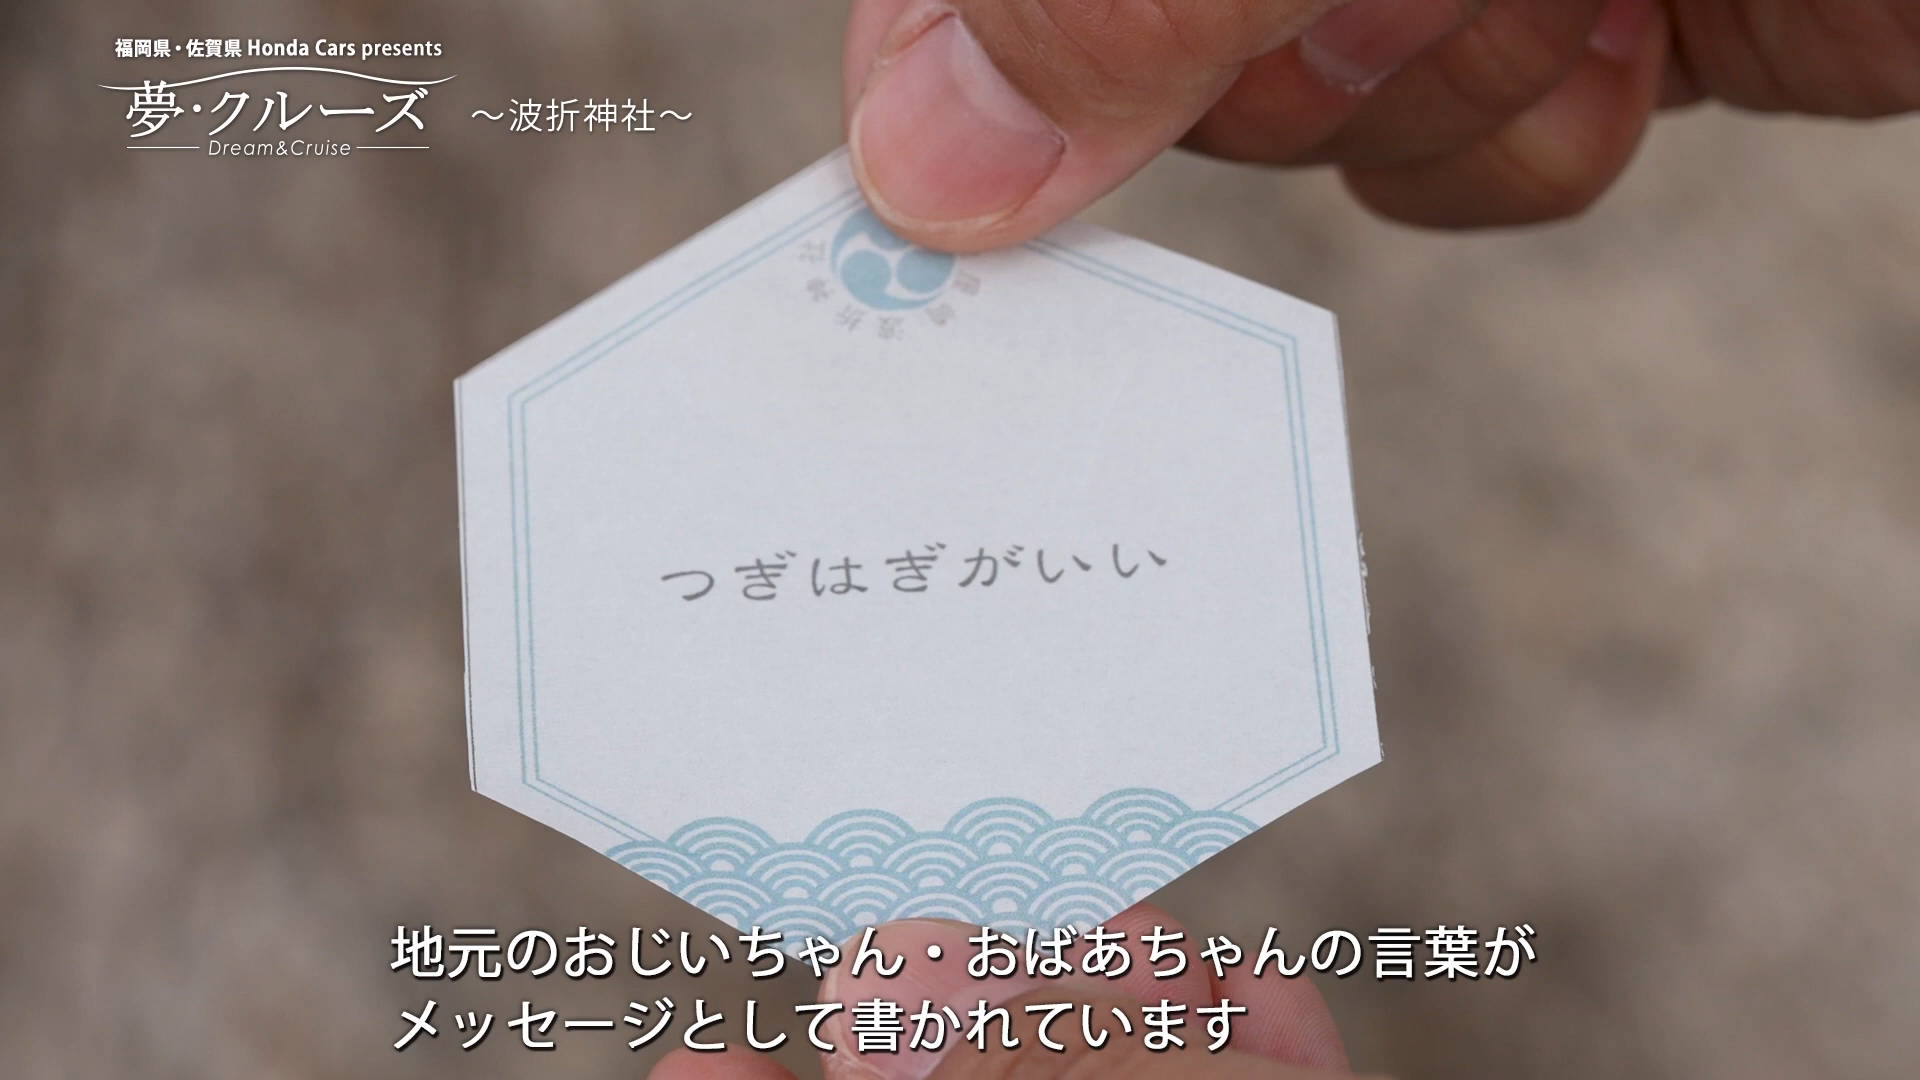 福岡県・佐賀県 Honda Cars presents
夢・クルーズ
Dream&Cruise
～波折神社～
つぎはぎがいい
地元のおじいちゃん・おばあちゃんの言葉が
メッセージとして書かれています